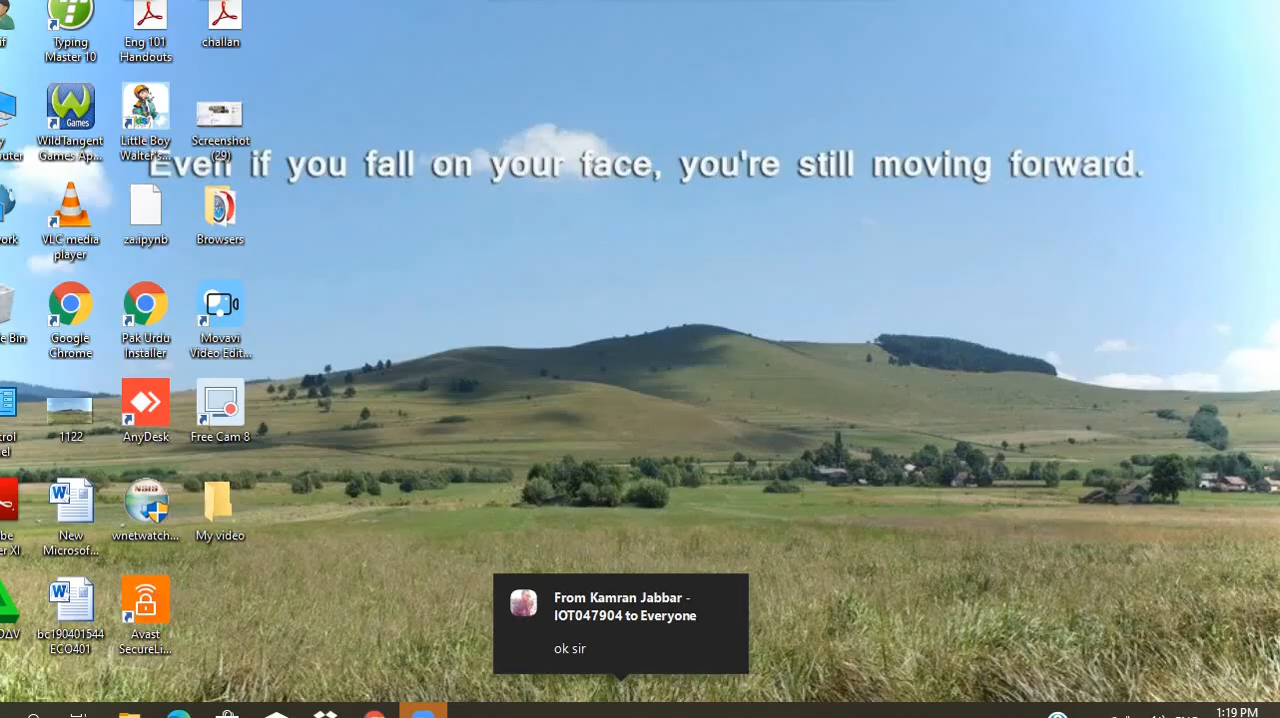 Typing
Master 10
Eng 101
Handouts
challan
WildTangent
Games Ap...
Little Boy
Walter's...
Screenshot
(29)
Even if you fall on your face, you're still moving forward.
VLC media
player
za.ipynb
Browsers
Google
Chrome
Pak Urdu
Installer
Movavi
Video Edit...
1122
AnyDesk
Free Cam 8
New
Microsof...
wnetwatch...
My video
bc190401544
ECO401
Avast
SecureLi...
From Kamran Jabbar -
IOT047904 to Everyone
ok sir
1:19 PM